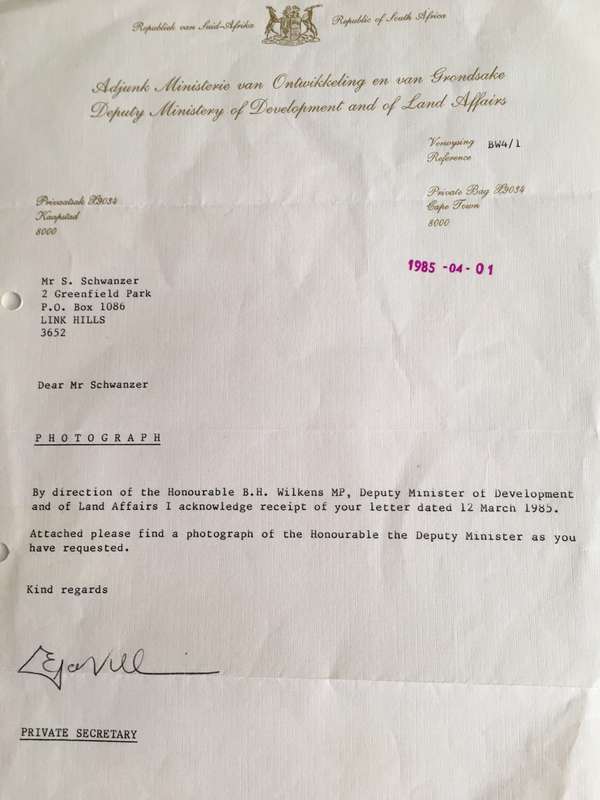 Republiek van Suid-Afrika
Republic of South Africa
Adjunk Ministerie van Ontwikkeling en van Grondsake
Deputy Ministery of Development and of Land Affairs
Verwysing
Reference
BW4/1
Privaatsak X9034
Kaapstad
8000
Private Bag X9034
Cape Town
8000
1985 -04- 01
Mr S. Schwanzer
2 Greenfield Park
P.O. Box 1086
LINK HILLS
3652
Dear Mr Schwanzer
PHOTOGRAPH
By direction of the Honourable B.H. Wilkens MP, Deputy Minister of Development
and of Land Affairs I acknowledge receipt of your letter dated 12 March 1985.
Attached please find a photograph of the Honourable the Deputy Minister as you
have requested.
Kind regards
PRIVATE SECRETARY